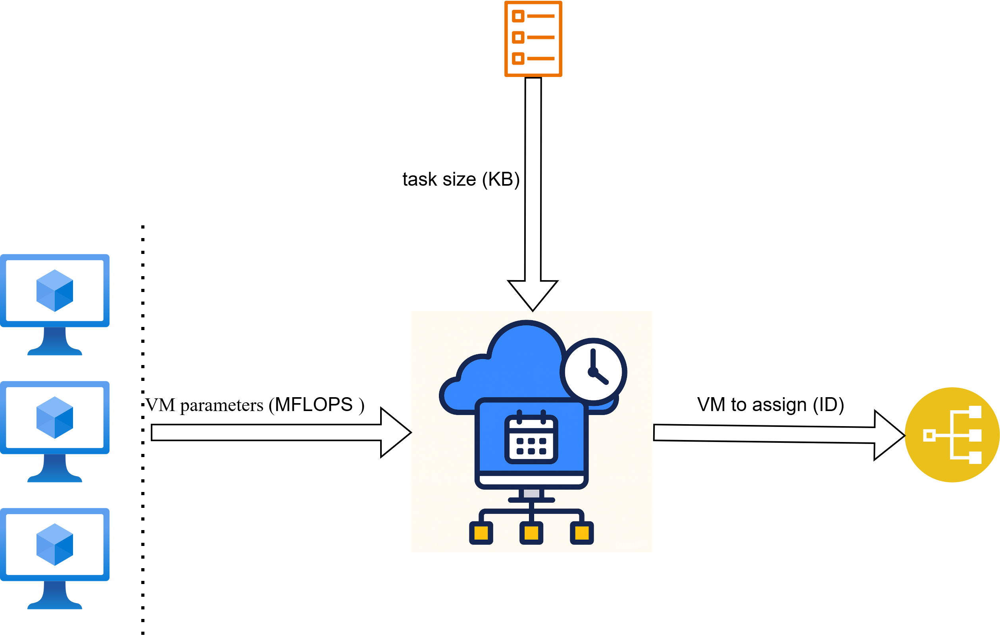 task size (KB)
VM parameters (MFLOPS )
VM to assign (ID)